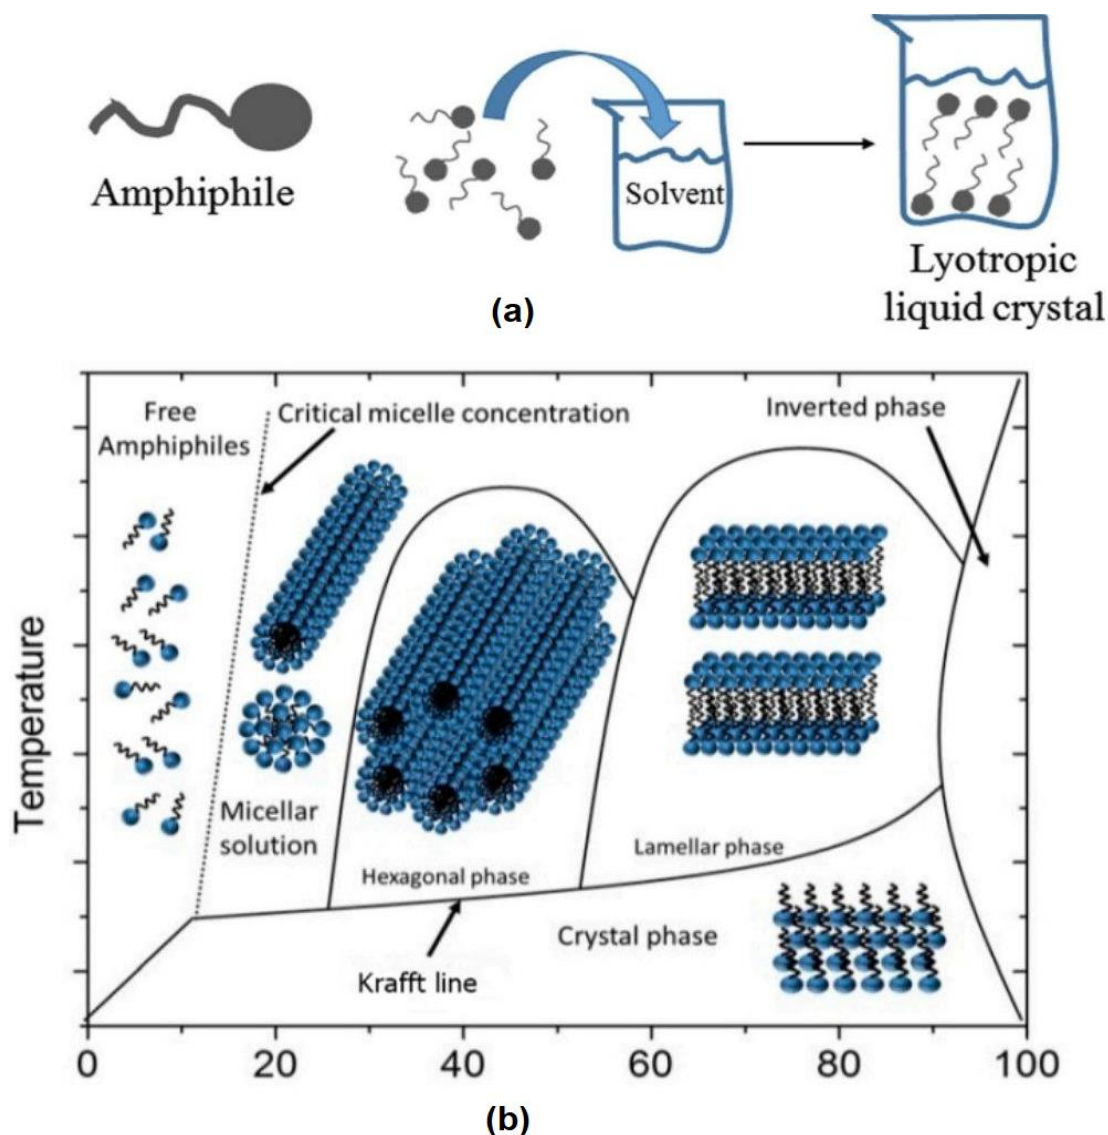 Amphiphile
Solvent
Lyotropic
liquid crystal
(a)
Free
Amphiphiles
Critical micelle concentration
Inverted phase
Temperature
Micellar
solution
Hexagonal phase
Lamellar phase
Crystal phase
Krafft line
0 20 40 60 80 100
(b)